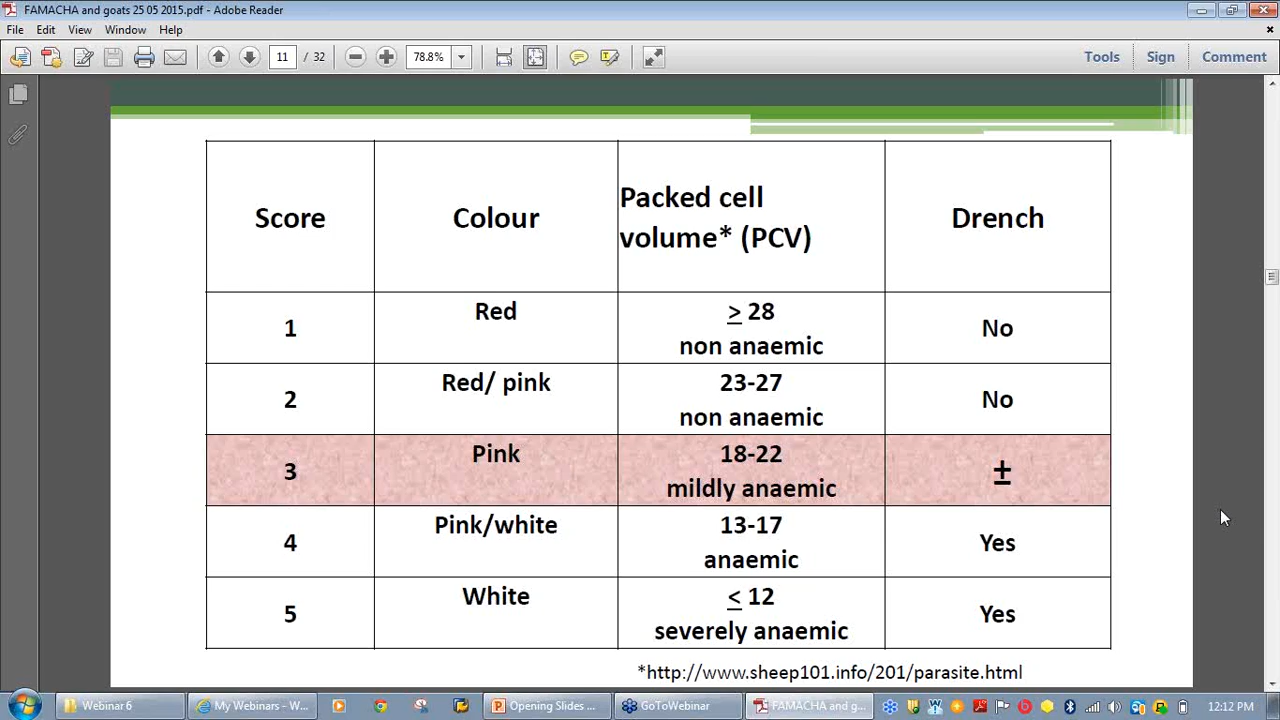 FAMACHA and goats 25 05 2015.pdf - Adobe Reader
File Edit View Window Help
11 / 32 78.8% Tools Sign Comment
Score Colour Packed cell volume* (PCV) Drench
1 Red ≥ 28 non anaemic No
2 Red/ pink 23-27 non anaemic No
3 Pink 18-22 mildly anaemic ±
4 Pink/white 13-17 anaemic Yes
5 White ≤ 12 severely anaemic Yes
*http://www.sheep101.info/201/parasite.html
Webinar6 My Webinars - W... Opening Slides ... GoToWebinar FAMACHA and g... 12:12 PM